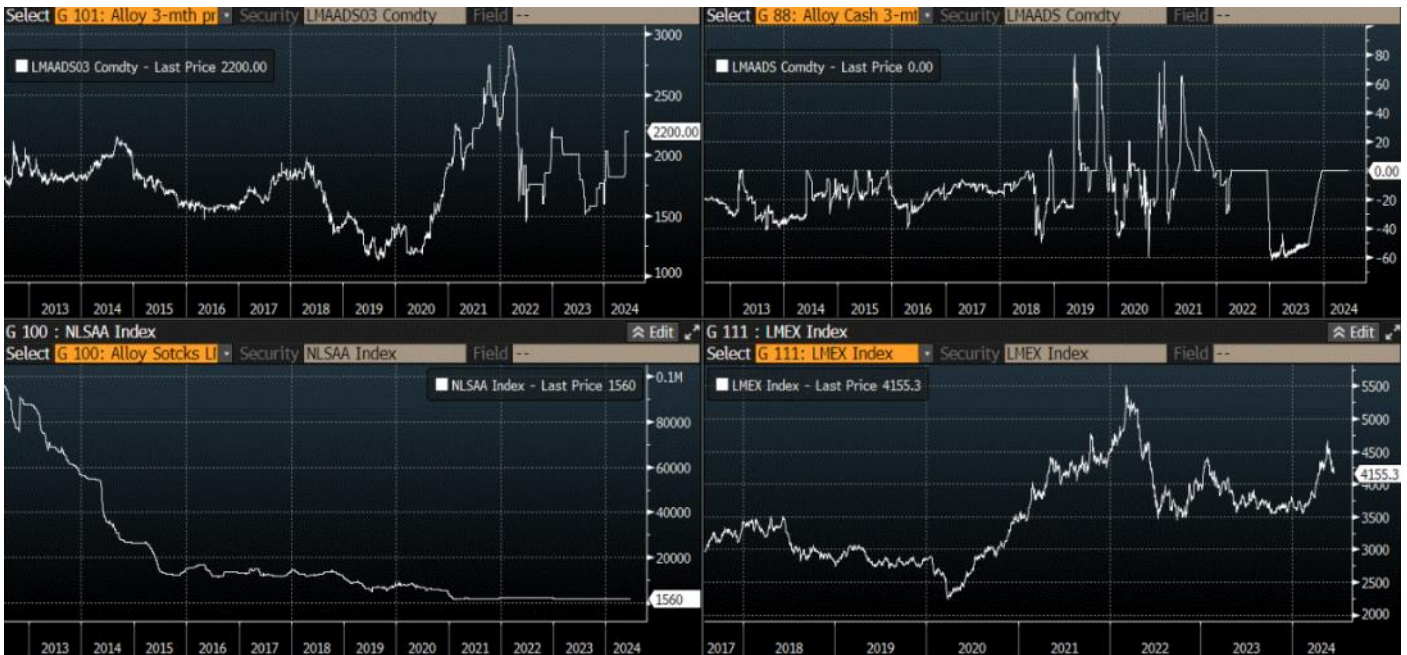 Select G 101: Alloy 3-mth pr Security LMAADS03 Comdty Field --
LMAADS03 Comdty - Last Price 2200.00
3000
2500
2200.00
2000
1500
1000
2013 2014 2015 2016 2017 2018 2019 2020 2021 2022 2023 2024
Select G 88: Alloy Cash 3-mt Security LMAADS Comdty Field --
LMAADS Comdty - Last Price 0.00
80
60
40
20
0.00
-20
-40
-60
2013 2014 2015 2016 2017 2018 2019 2020 2021 2022 2023 2024
G 100 : NLSAA Index Edit
Select G 100: Alloy Sotcks LI Security NLSAA Index Field --
NLSAA Index - Last Price 1560
0.1M
80000
60000
40000
20000
1560
2013 2014 2015 2016 2017 2018 2019 2020 2021 2022 2023 2024
G 111 : LMEX Index Edit
Select G 111: LMEX Index Security LMEX Index Field --
LMEX Index - Last Price 4155.3
5500
5000
4500
4155.3
4000
3500
3000
2500
2000
2017 2018 2019 2020 2021 2022 2023 2024